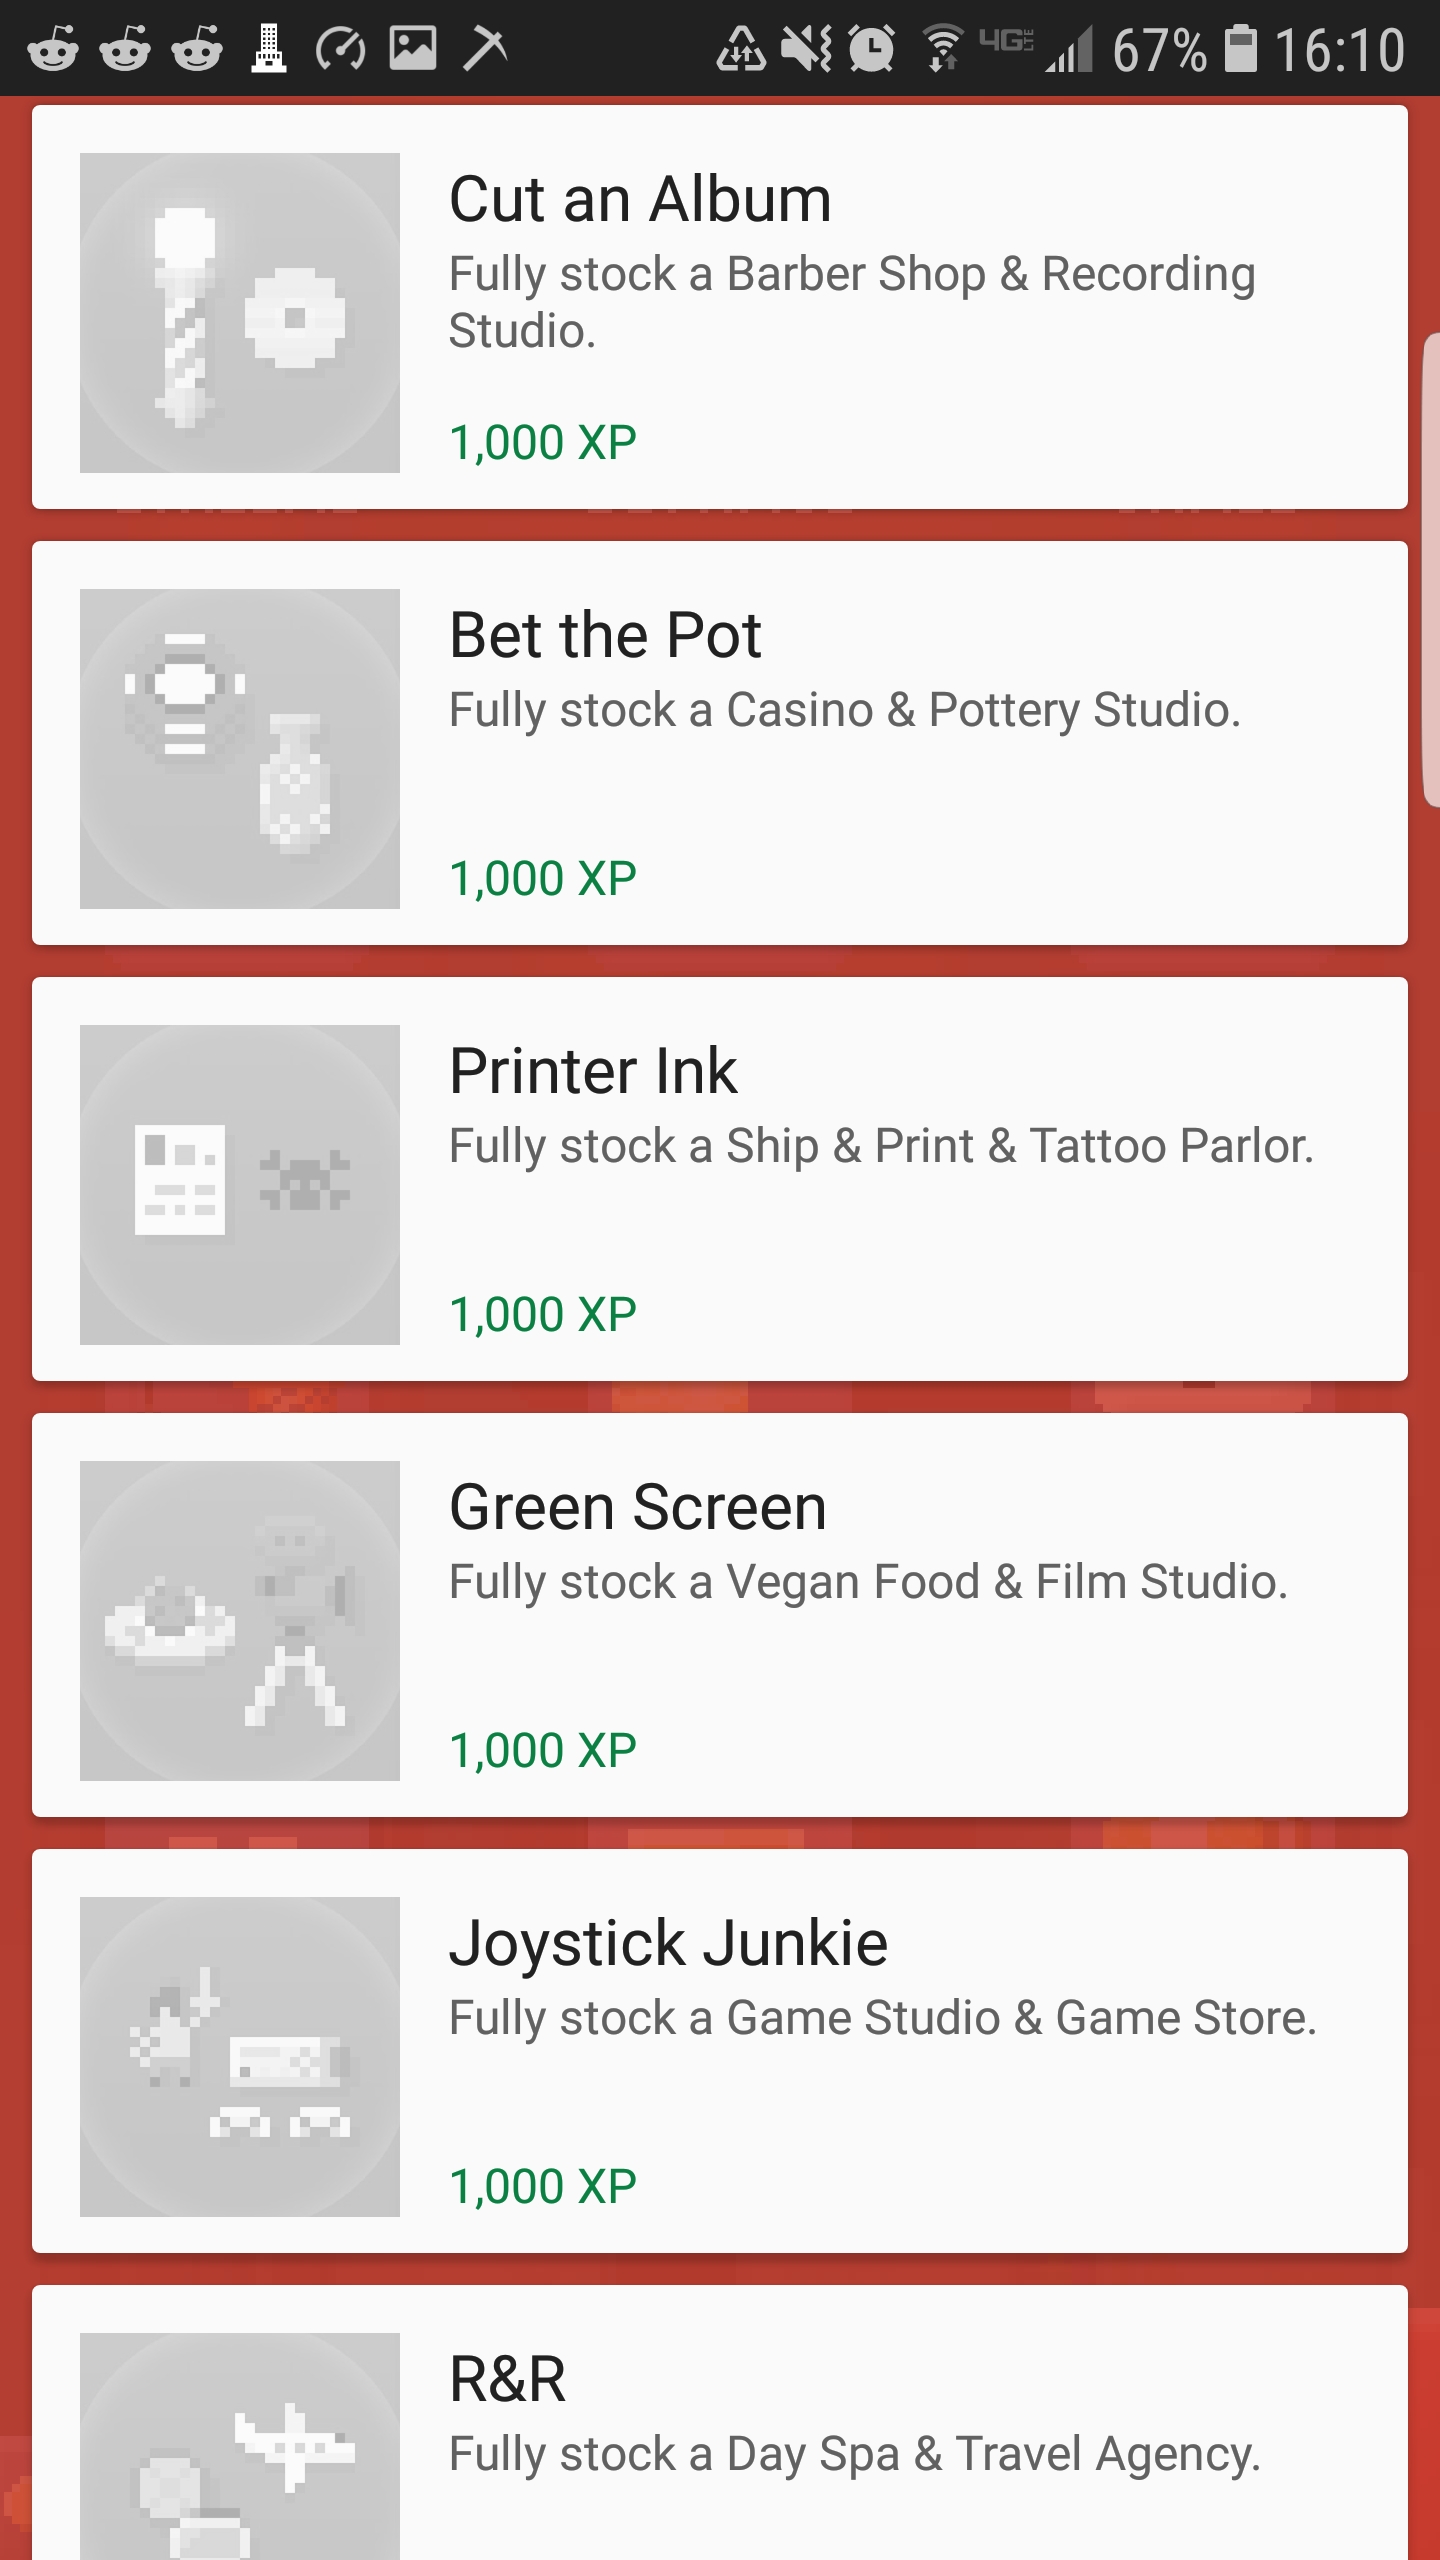 4G LTE 67% 16:10
Cut an Album
Fully stock a Barber Shop & Recording
Studio.
1,000 XP
Bet the Pot
Fully stock a Casino & Pottery Studio.
1,000 XP
Printer Ink
Fully stock a Ship & Print & Tattoo Parlor.
1,000 XP
Green Screen
Fully stock a Vegan Food & Film Studio.
1,000 XP
Joystick Junkie
Fully stock a Game Studio & Game Store.
1,000 XP
R&R
Fully stock a Day Spa & Travel Agency.